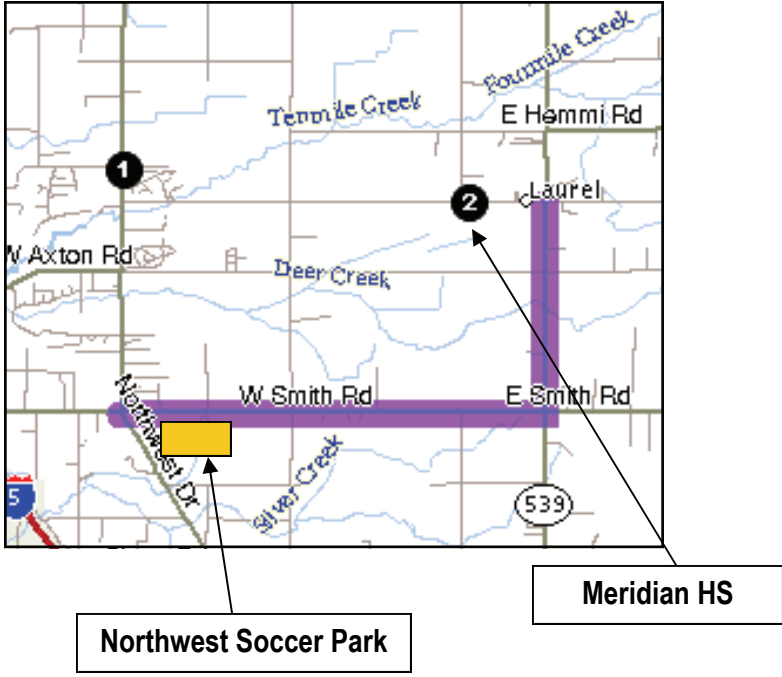 Fourmile Creek
Tenmile Creek
E Hemmi Rd
1
2
Laurel
W Axton Rd
Deer Creek
Northwest Dr
W Smith Rd
E Smith Rd
Silver Creek
5
539
Meridian HS
Northwest Soccer Park